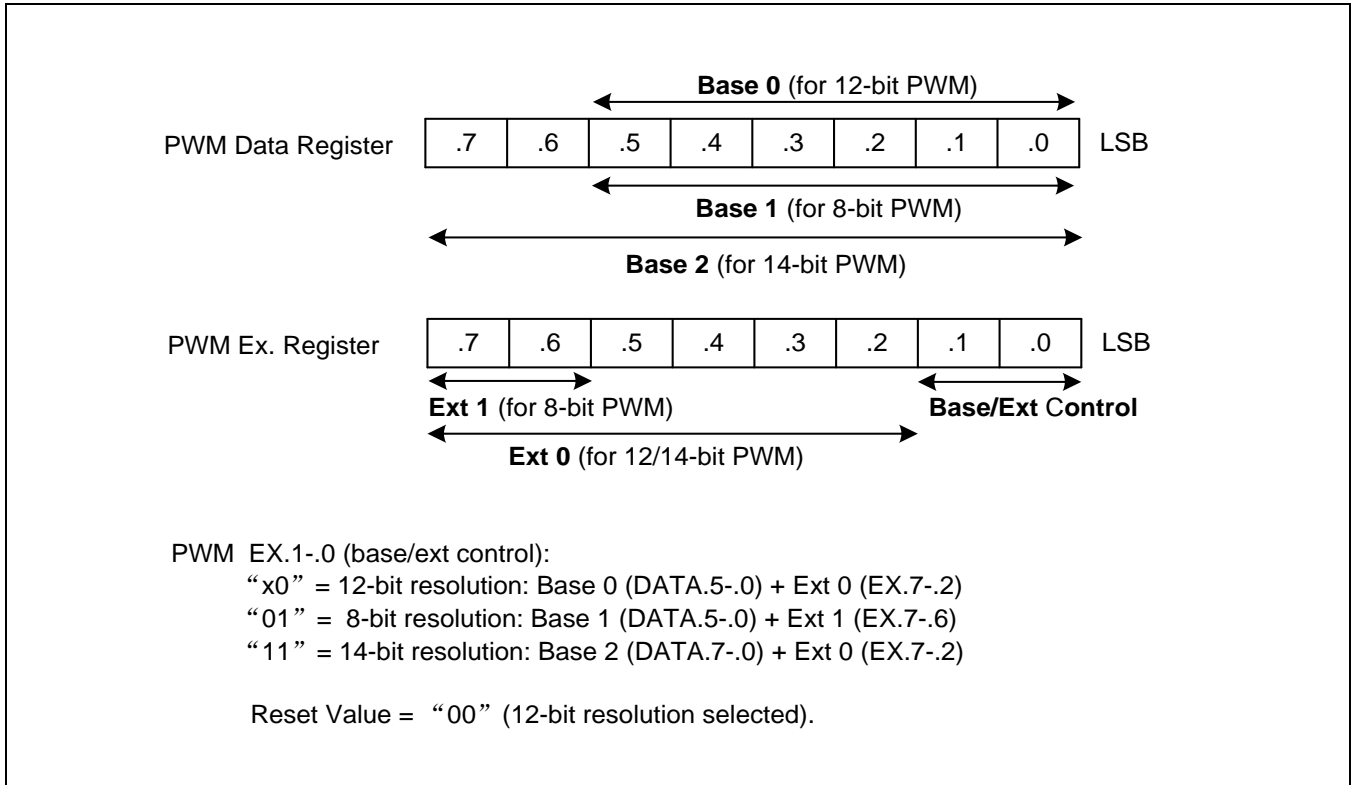 Base 0 (for 12-bit PWM)
PWM Data Register .7 .6 .5 .4 .3 .2 .1 .0 LSB
Base 1 (for 8-bit PWM)
Base 2 (for 14-bit PWM)
PWM Ex. Register .7 .6 .5 .4 .3 .2 .1 .0 LSB
Ext 1 (for 8-bit PWM) Base/Ext Control
Ext 0 (for 12/14-bit PWM)
PWM EX.1-.0 (base/ext control):
“x0” = 12-bit resolution: Base 0 (DATA.5-.0) + Ext 0 (EX.7-.2)
“01” = 8-bit resolution: Base 1 (DATA.5-.0) + Ext 1 (EX.7-.6)
“11” = 14-bit resolution: Base 2 (DATA.7-.0) + Ext 0 (EX.7-.2)
Reset Value = “00” (12-bit resolution selected).